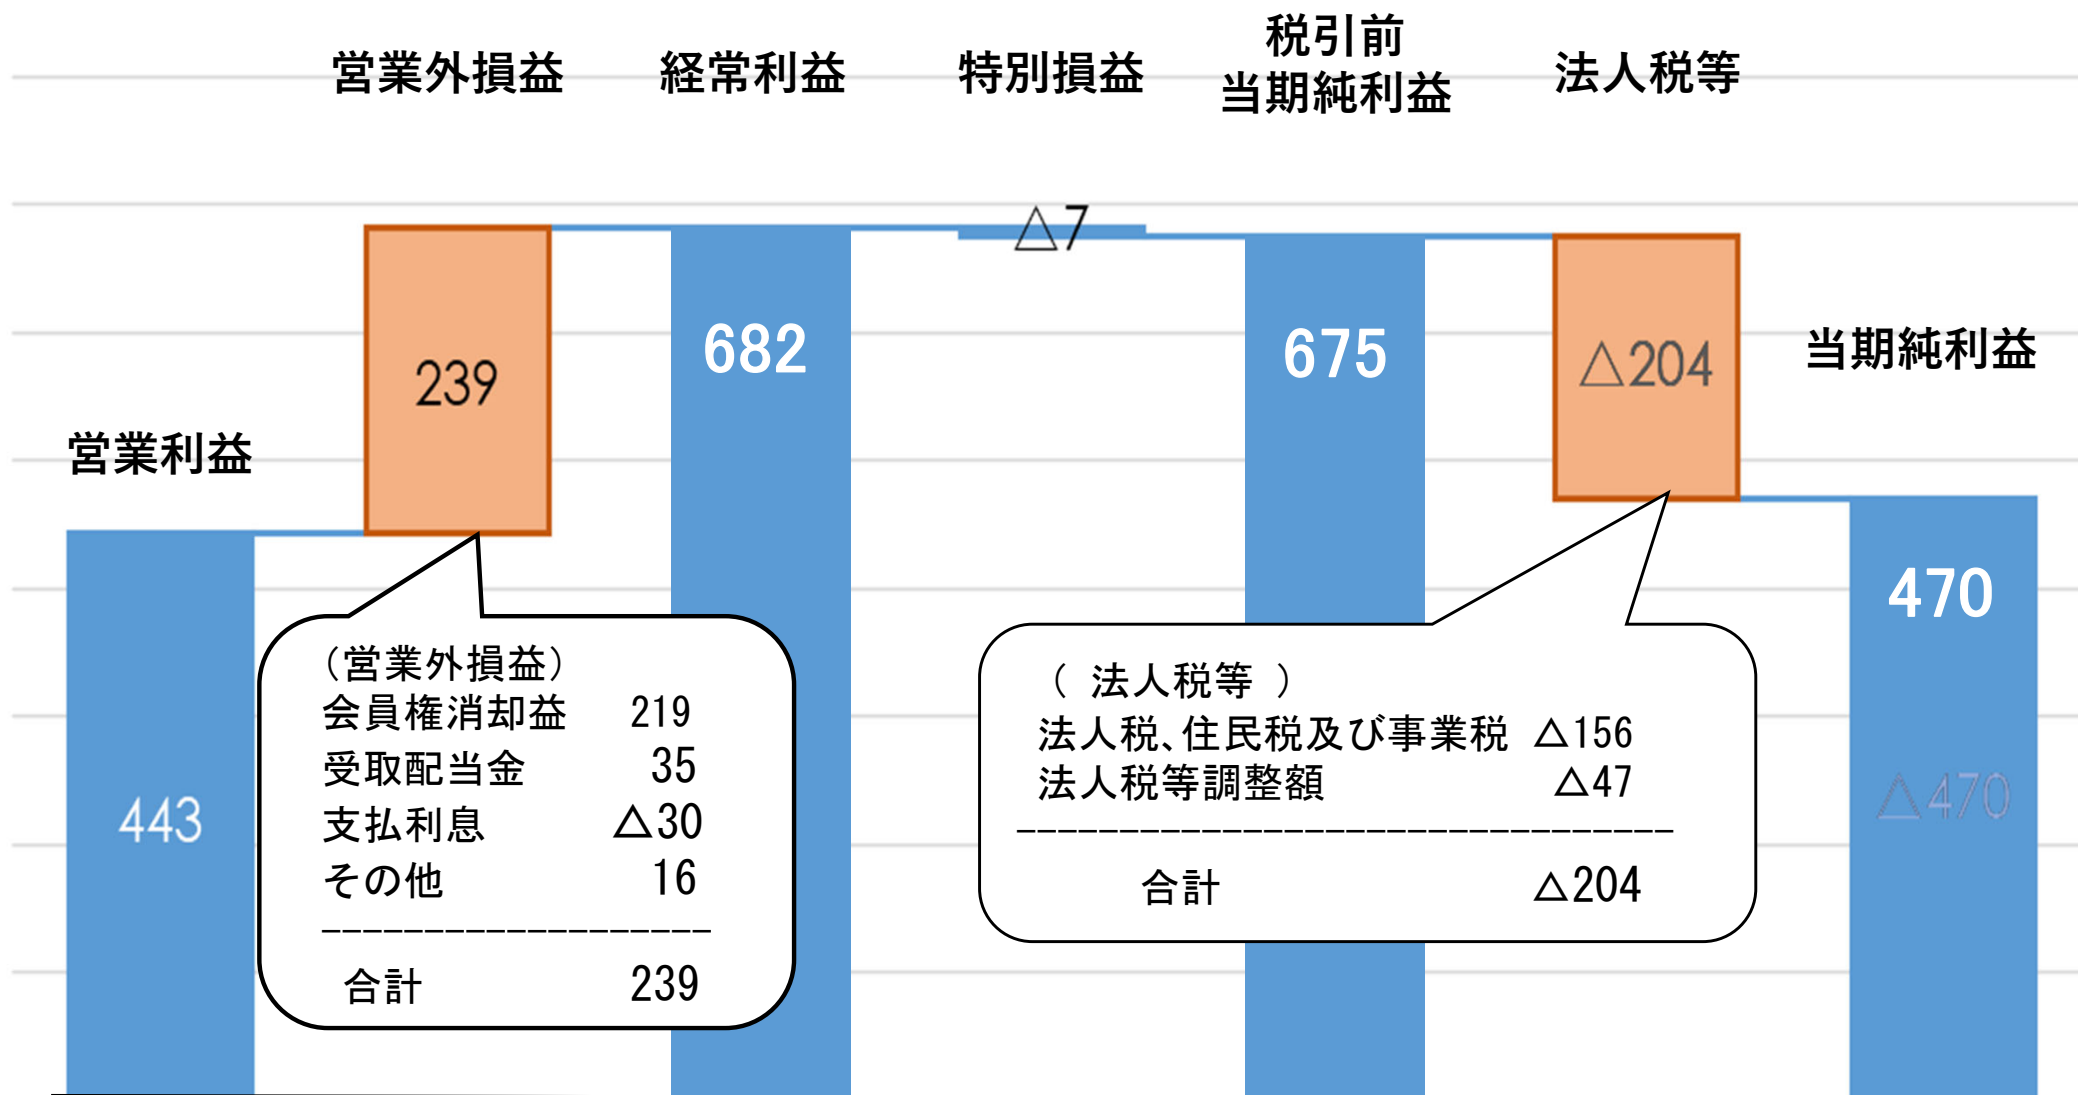 営業外損益
経常利益
特別損益
税引前
当期純利益
法人税等
△7
239
682
675
△204
当期純利益
営業利益
470
443
△470
（営業外損益）
会員権消却益 219
受取配当金 35
支払利息 △30
その他 16
-------------------
合計 239
（ 法人税等 ）
法人税、住民税及び事業税 △156
法人税等調整額 △47
--------------------------------
合計 △204